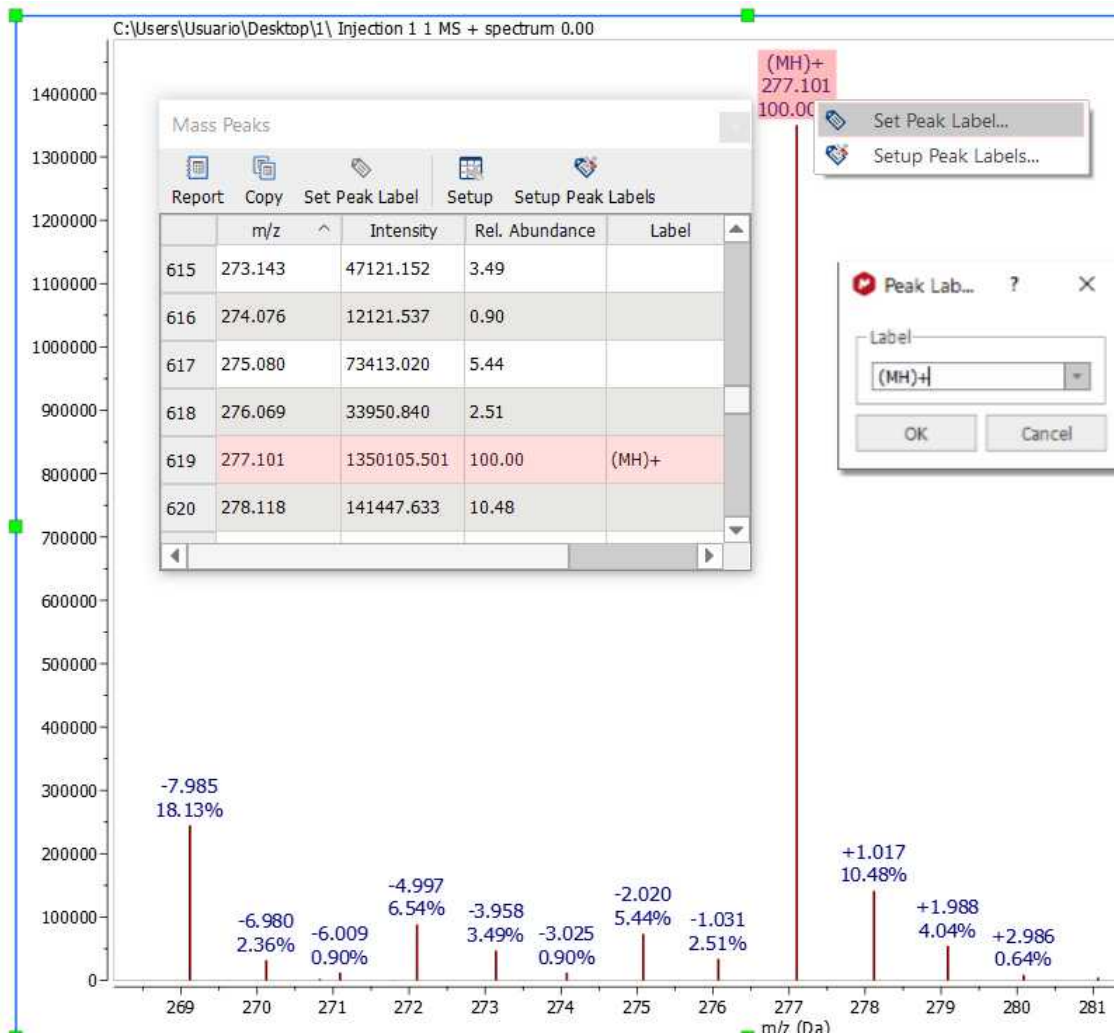 C:\Users\Usuario\Desktop\1\ Injection 1 1 MS + spectrum 0.00
(MH)+
277.101
Set Peak Label...
Setup Peak Labels...
Mass Peaks
Report Copy Set Peak Label Setup Setup Peak Labels
m/z Intensity Rel. Abundance Label
615 273.143 47121.152 3.49
616 274.076 12121.537 0.90
617 275.080 73413.020 5.44
618 276.069 33950.840 2.51
619 277.101 1350105.501 100.00 (MH)+
620 278.118 141447.633 10.48
Peak Lab... ? ×
Label
(MH)+
OK Cancel
1400000
1300000
1200000
1100000
1000000
900000
800000
700000
600000
500000
400000
300000
200000
100000
0
-7.985
18.13%
-6.980
2.36%
-6.009
0.90%
-4.997
6.54%
-3.958
3.49%
-3.025
0.90%
-2.020
5.44%
-1.031
2.51%
+1.017
10.48%
+1.988
4.04%
+2.986
0.64%
269 270 271 272 273 274 275 276 277 278 279 280 281
m/z (Da)